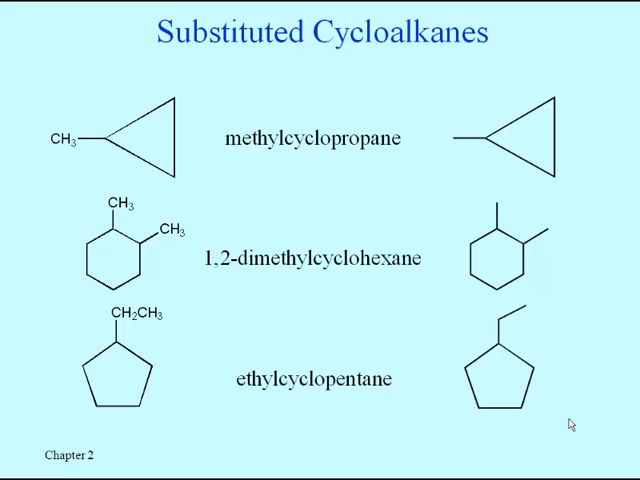 Substituted Cycloalkanes
CH₃
methylcyclopropane
CH₃
CH₃
1,2-dimethylcyclohexane
CH₂CH₃
ethylcyclopentane
Chapter 2